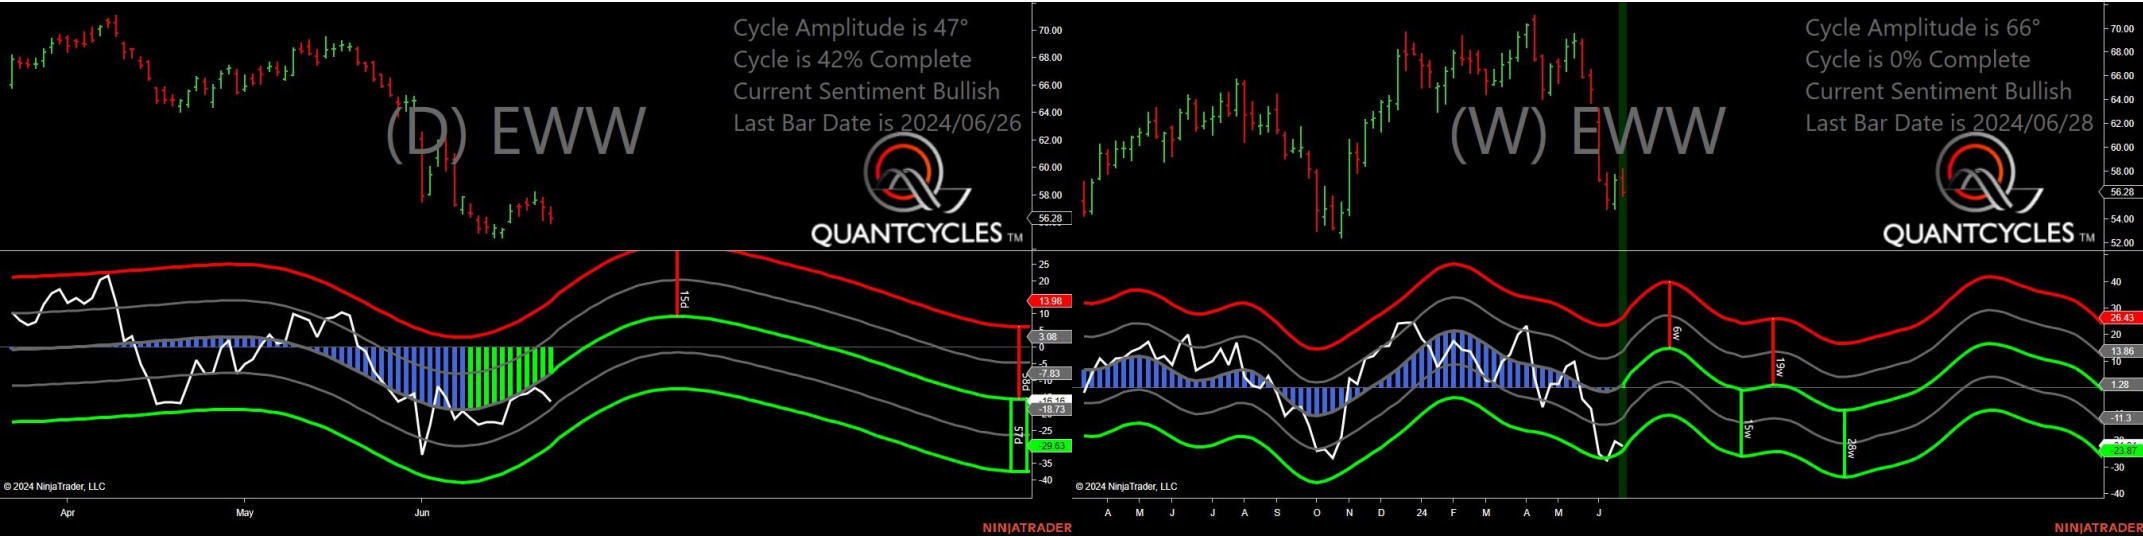 Cycle Amplitude is 47°
Cycle is 42% Complete
Current Sentiment Bullish
Last Bar Date is 2024/06/26
(D) EWW
QUANTCYCLES TM
70.00
68.00
66.00
64.00
62.00
60.00
58.00
56.28
25
20
15
13.98
10
5
3.08
0
-5
-7.83
-10
-16.16
-18.73
-25
-29.63
-35
-40
15d
58d
57d
© 2024 NinjaTrader, LLC
Apr May Jun
NINJATRADER
Cycle Amplitude is 66°
Cycle is 0% Complete
Current Sentiment Bullish
Last Bar Date is 2024/06/28
(W) EWW
QUANTCYCLES TM
70.00
68.00
66.00
64.00
62.00
60.00
58.00
56.28
54.00
52.00
40
30
26.43
20
13.86
10
1.28
-11.3
-23.87
-30
-40
6w
19w
15w
28w
© 2024 NinjaTrader, LLC
A M J J A S O N D 24 F M A M J
NINJATRADER